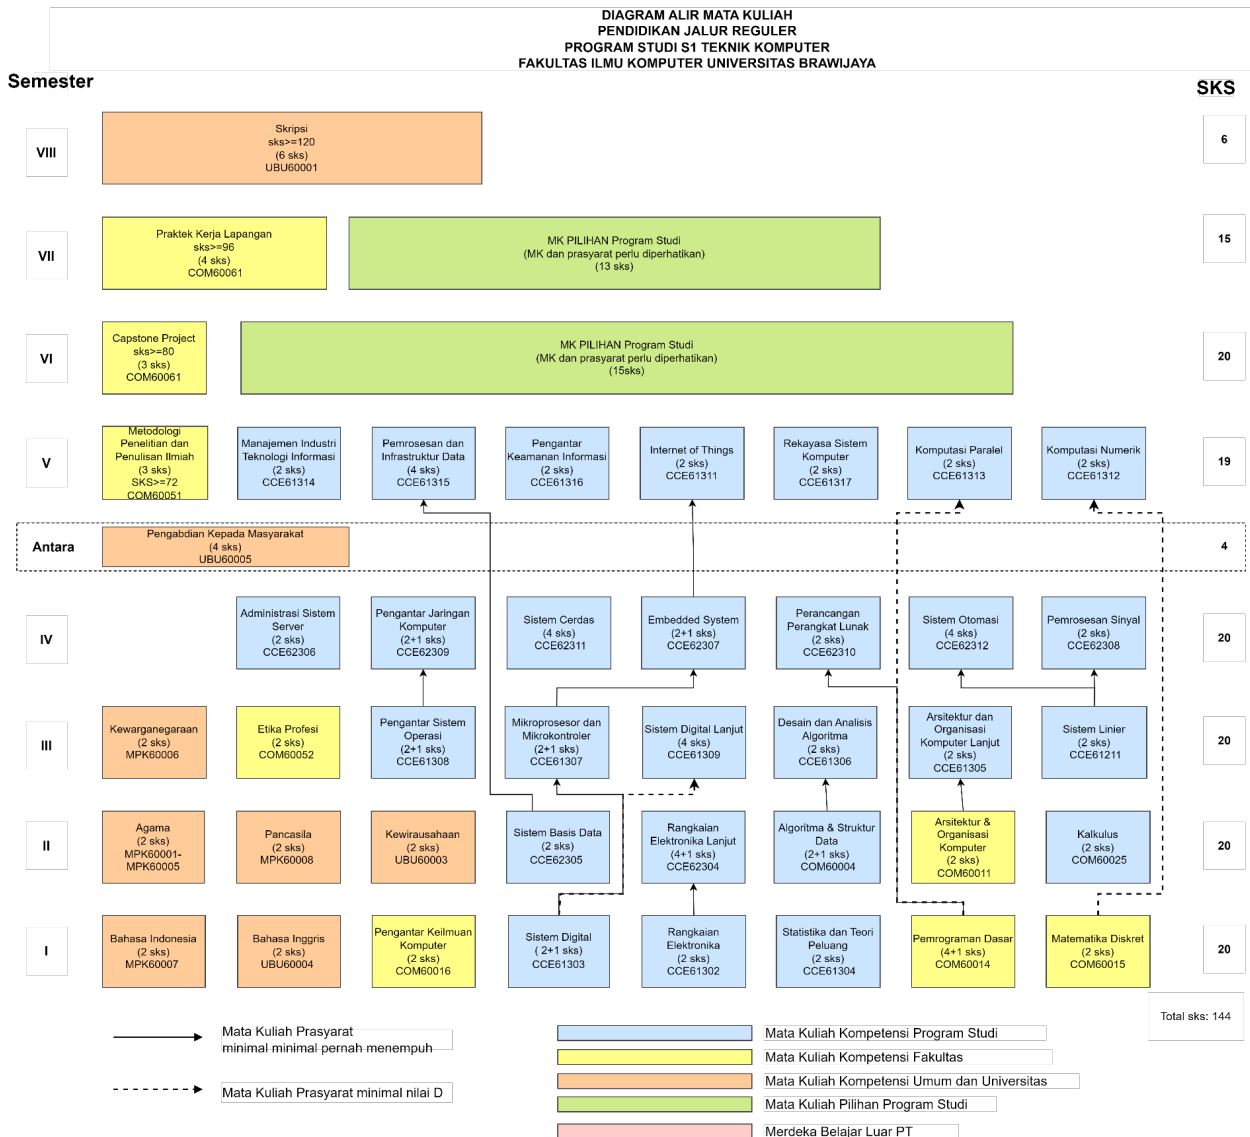 DIAGRAM ALIR MATA KULIAH
PENDIDIKAN JALUR REGULER
PROGRAM STUDI S1 TEKNIK KOMPUTER
FAKULTAS ILMU KOMPUTER UNIVERSITAS BRAWIJAYA
Semester
SKS
VIII
Skripsi
sks>=120
(6 sks)
UBU60001
6
VII
Praktek Kerja Lapangan
sks>=96
(4 sks)
COM60061
MK PILIHAN Program Studi
(MK dan prasyarat perlu diperhatikan)
(13 sks)
15
VI
Capstone Project
sks>=80
(3 sks)
COM60061
MK PILIHAN Program Studi
(MK dan prasyarat perlu diperhatikan)
(15sks)
20
V
Metodologi
Penelitian dan
Penulisan Ilmiah
(3 sks)
SKS>=72
COM60051
Manajemen Industri
Teknologi Informasi
(2 sks)
CCE61314
Pemrosesan dan
Infrastruktur Data
(4 sks)
CCE61315
Pengantar
Keamanan Informasi
(2 sks)
CCE61316
Internet of Things
(2 sks)
CCE61311
Rekayasa Sistem
Komputer
(2 sks)
CCE61317
Komputasi Paralel
(2 sks)
CCE61313
Komputasi Numerik
(2 sks)
CCE61312
19
Antara
Pengabdian Kepada Masyarakat
(4 sks)
UBU60005
4
IV
Administrasi Sistem
Server
(2 sks)
CCE62306
Pengantar Jaringan
Komputer
(2+1 sks)
CCE62309
Sistem Cerdas
(4 sks)
CCE62311
Embedded System
(2+1 sks)
CCE62307
Perancangan
Perangkat Lunak
(2 sks)
CCE62310
Sistem Otomasi
(4 sks)
CCE62312
Pemrosesan Sinyal
(2 sks)
CCE62308
20
III
Kewarganegaraan
(2 sks)
MPK60006
Etika Profesi
(2 sks)
COM60052
Pengantar Sistem
Operasi
(2+1 sks)
CCE61308
Mikroprosesor dan
Mikrokontroler
(2+1 sks)
CCE61307
Sistem Digital Lanjut
(4 sks)
CCE61309
Desain dan Analisis
Algoritma
(2 sks)
CCE61306
Arsitektur dan
Organisasi
Komputer Lanjut
(2 sks)
CCE61305
Sistem Linier
(2 sks)
CCE61211
20
II
Agama
(2 sks)
MPK60001-
MPK60005
Pancasila
(2 sks)
MPK60008
Kewirausahaan
(2 sks)
UBU60003
Sistem Basis Data
(2 sks)
CCE62305
Rangkaian
Elektronika Lanjut
(4+1 sks)
CCE62304
Algoritma & Struktur
Data
(2+1 sks)
COM60004
Arsitektur &
Organisasi
Komputer
(2 sks)
COM60011
Kalkulus
(2 sks)
COM60025
20
I
Bahasa Indonesia
(2 sks)
MPK60007
Bahasa Inggris
(2 sks)
UBU60004
Pengantar Keilmuan
Komputer
(2 sks)
COM60016
Sistem Digital
( 2+1 sks)
CCE61303
Rangkaian
Elektronika
(2 sks)
CCE61302
Statistika dan Teori
Peluang
(2 sks)
CCE61304
Pemrograman Dasar
(4+1 sks)
COM60014
Matematika Diskret
(2 sks)
COM60015
20
Total sks: 144
Mata Kuliah Prasyarat
minimal minimal pernah menempuh
Mata Kuliah Prasyarat minimal nilai D
Mata Kuliah Kompetensi Program Studi
Mata Kuliah Kompetensi Fakultas
Mata Kuliah Kompetensi Umum dan Universitas
Mata Kuliah Pilihan Program Studi
Merdeka Belajar Luar PT